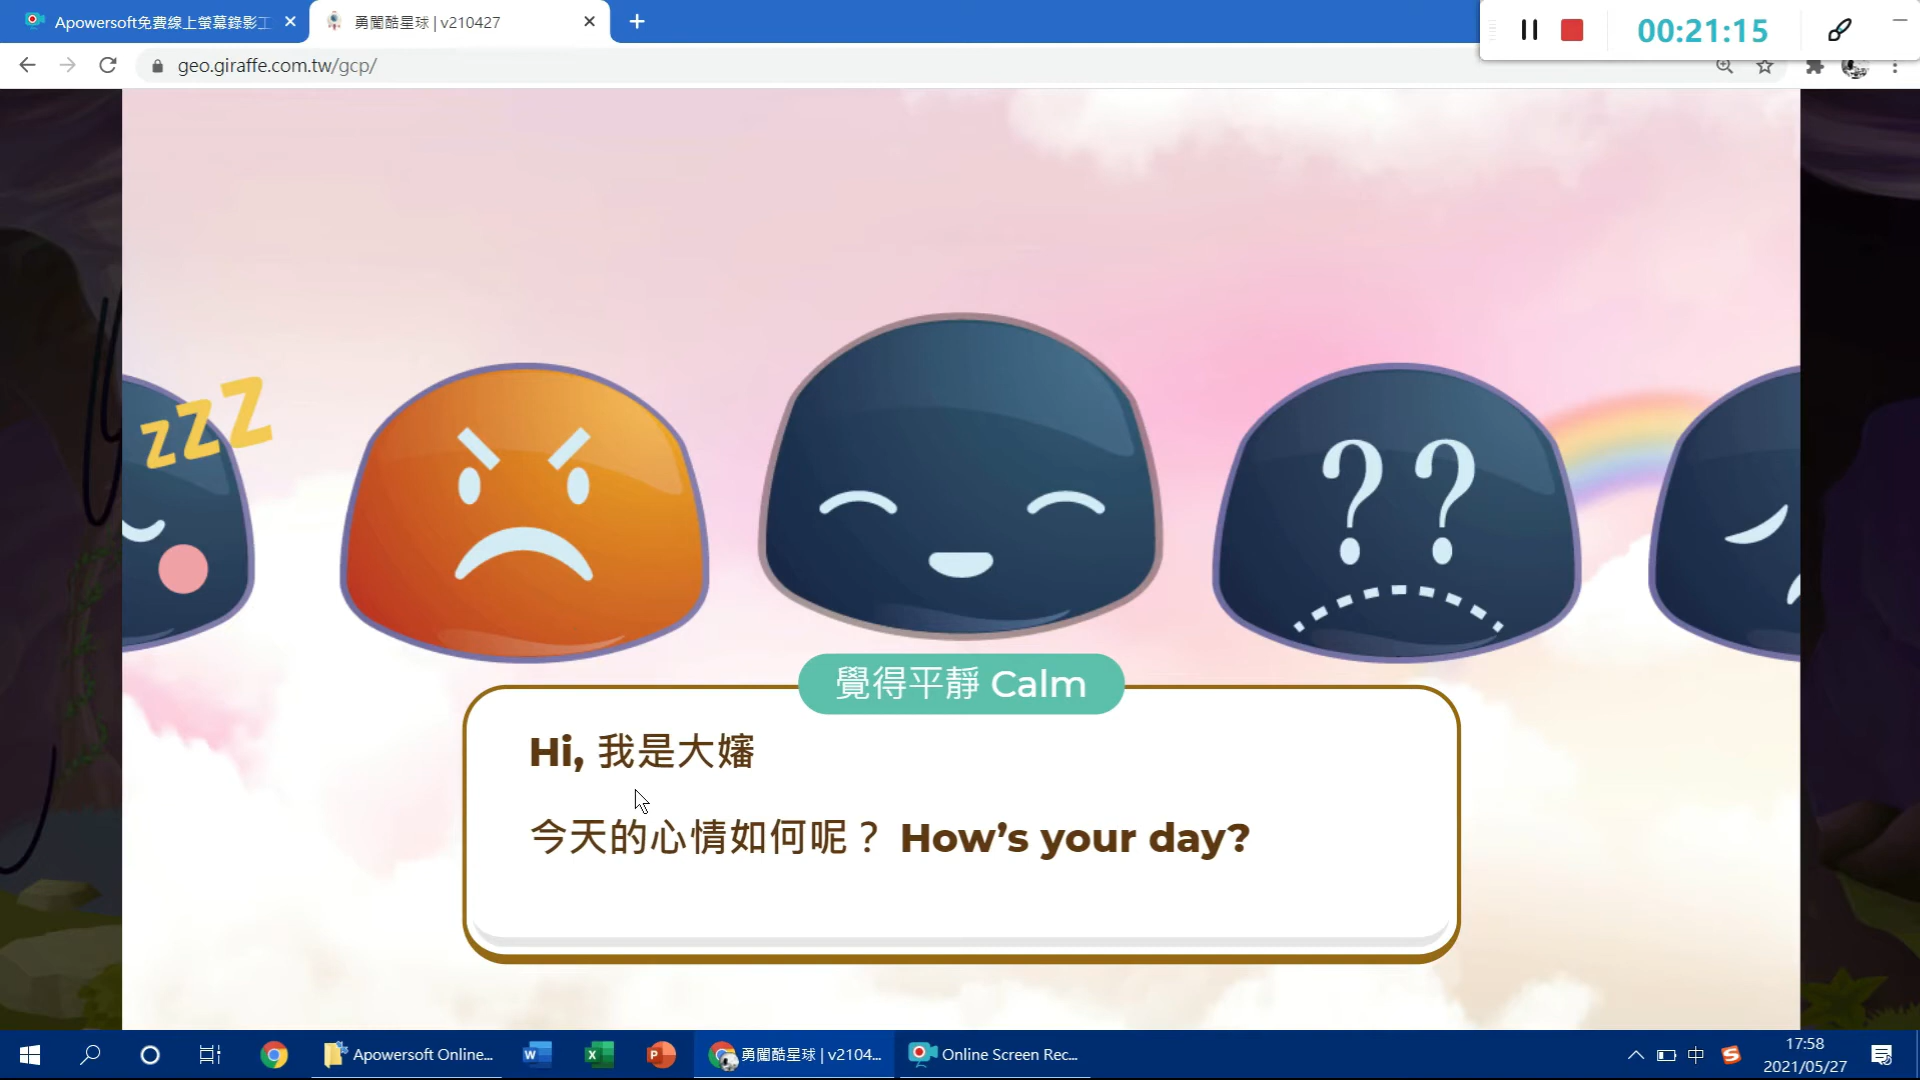 Apowersoft免費線上螢幕錄影工
勇闖酷星球 | v210427
00:21:15
geo.giraffe.com.tw/gcp/
zZZ
? ?
覺得平靜 Calm
Hi, 我是大嬸
今天的心情如何呢？ How's your day?
Apowersoft Online...
勇闖酷星球 | v2104...
Online Screen Rec...
中
17:58
2021/05/27